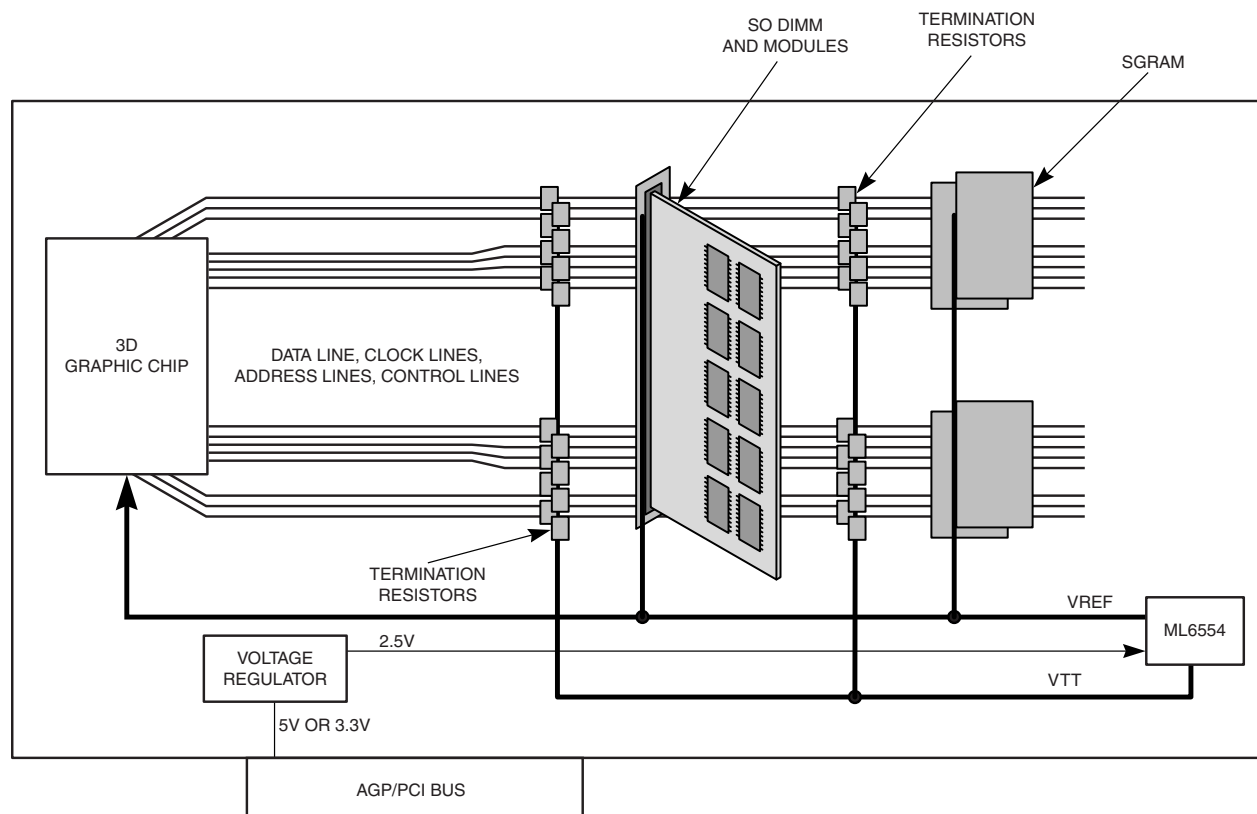 SO DIMM
AND MODULES
TERMINATION
RESISTORS
SGRAM
3D
GRAPHIC CHIP
DATA LINE, CLOCK LINES,
ADDRESS LINES, CONTROL LINES
TERMINATION
RESISTORS
VREF
ML6554
2.5V
VOLTAGE
REGULATOR
VTT
5V OR 3.3V
AGP/PCI BUS